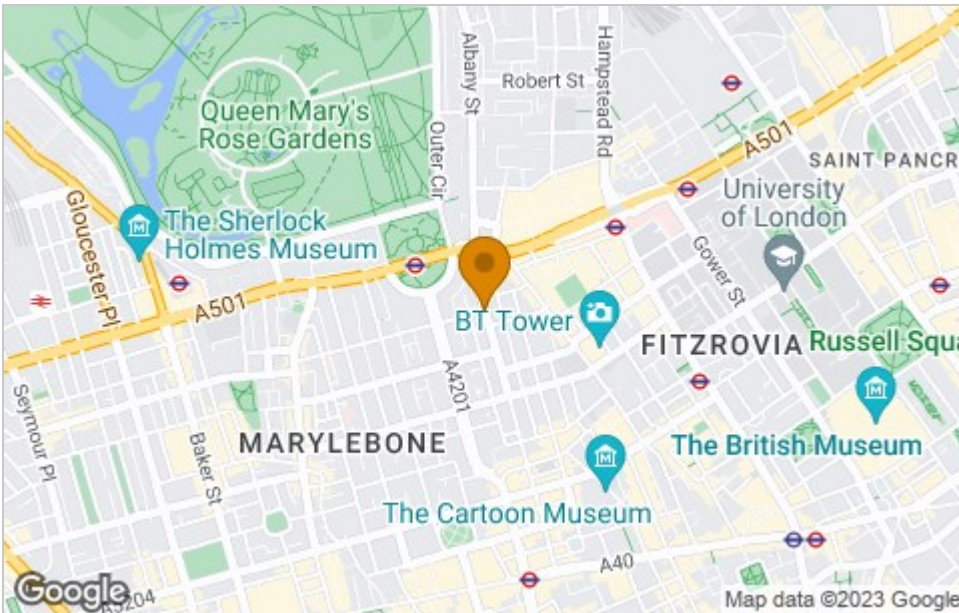 Albany St
Hampstead Rd
Robert St
Queen Mary's
Rose Gardens
Outer Cir
A501
SAINT PANCR
University
of London
Gloucester Pl
The Sherlock
Holmes Museum
Gower St
A501
BT Tower
FITZROVIA
Russell Squa
A4201
Seymour Pl
Baker St
MARYLEBONE
The British Museum
The Cartoon Museum
A40
Google
A5204
Map data ©2023 Google